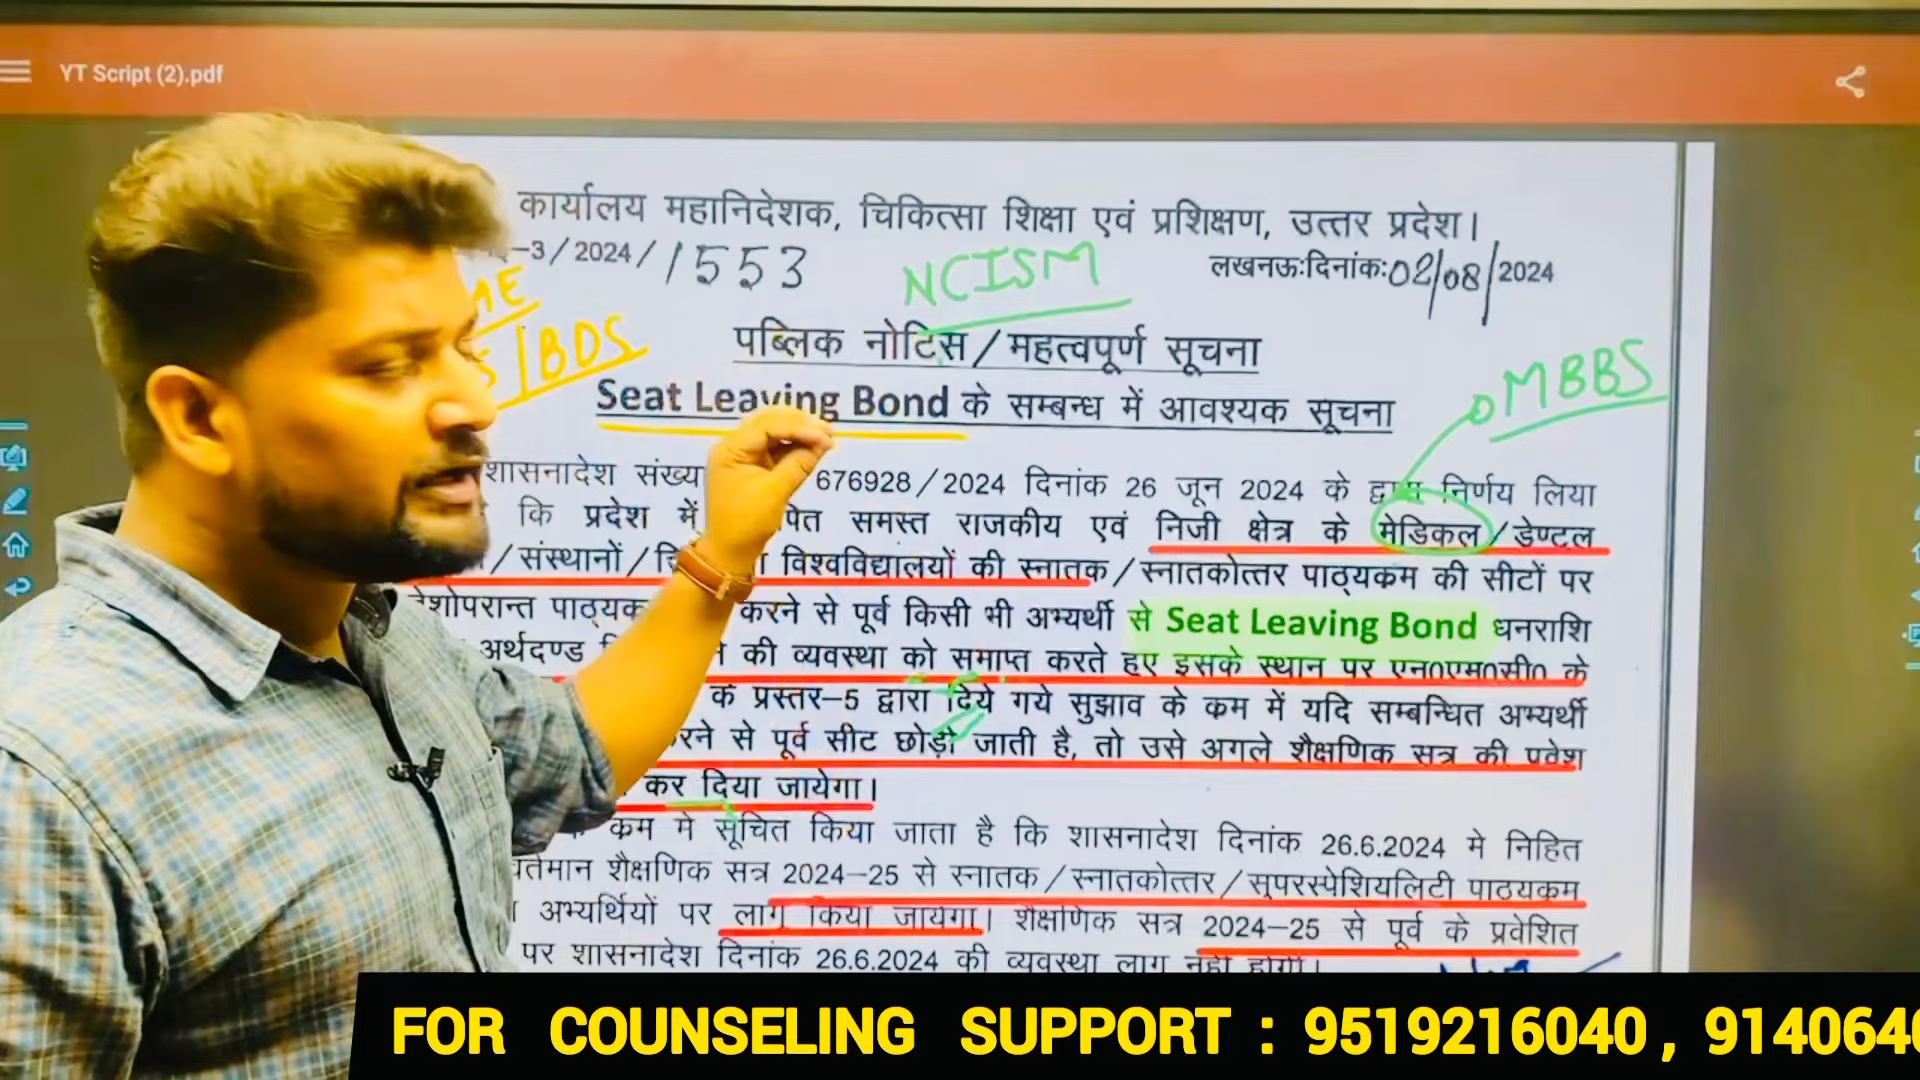 YT Script (2).pdf
कार्यालय महानिदेशक, चिकित्सा शिक्षा एवं प्रशिक्षण, उत्तर प्रदेश।
-3/2024/1553
NCISM
लखनऊ:दिनांक:02/08/2024
ME
/BDS
पब्लिक नोटिस/महत्वपूर्ण सूचना
MBBS
Seat Leaving Bond के सम्बन्ध में आवश्यक सूचना
शासनादेश 676928/2024 दिनांक 26 जून 2024 के द्वारा निर्णय लिया
कि प्रदेश में समस्त राजकीय एवं निजी क्षेत्र के मेडिकल/डेण्टल
/संस्थानों/ विश्वविद्यालयों की स्नातक/स्नातकोत्तर पाठ्यकम की सीटों पर
करने से पूर्व किसी भी अभ्यर्थी से Seat Leaving Bond धनराशि
अर्थदण्ड की व्यवस्था को समाप्त करते हुए इसके स्थान पर एन0एम0सी0 के
के प्रस्तर-5 द्वारा दिये गये सुझाव के कम में यदि सम्बन्धित अभ्यर्थी
से पूर्व सीट छोड़ी जाती है, तो उसे अगले शैक्षणिक सत्र की प्रवेश
कर दिया जायेगा।
कम मे सूचित किया जाता है कि शासनादेश दिनांक 26.6.2024 मे निहित
वर्तमान शैक्षणिक सत्र 2024-25 से स्नातक/स्नातकोत्तर/सुपरस्पेशियलिटी पाठयकम
अभ्यर्थियों पर लागू किया जायेगा। शैक्षणिक सत्र 2024-25 से पूर्व के प्रवेशित
पर शासनादेश दिनांक 26.6.2024 की व्यवस्था लागू नहीं होगी।
FOR COUNSELING SUPPORT : 9519216040, 9140640